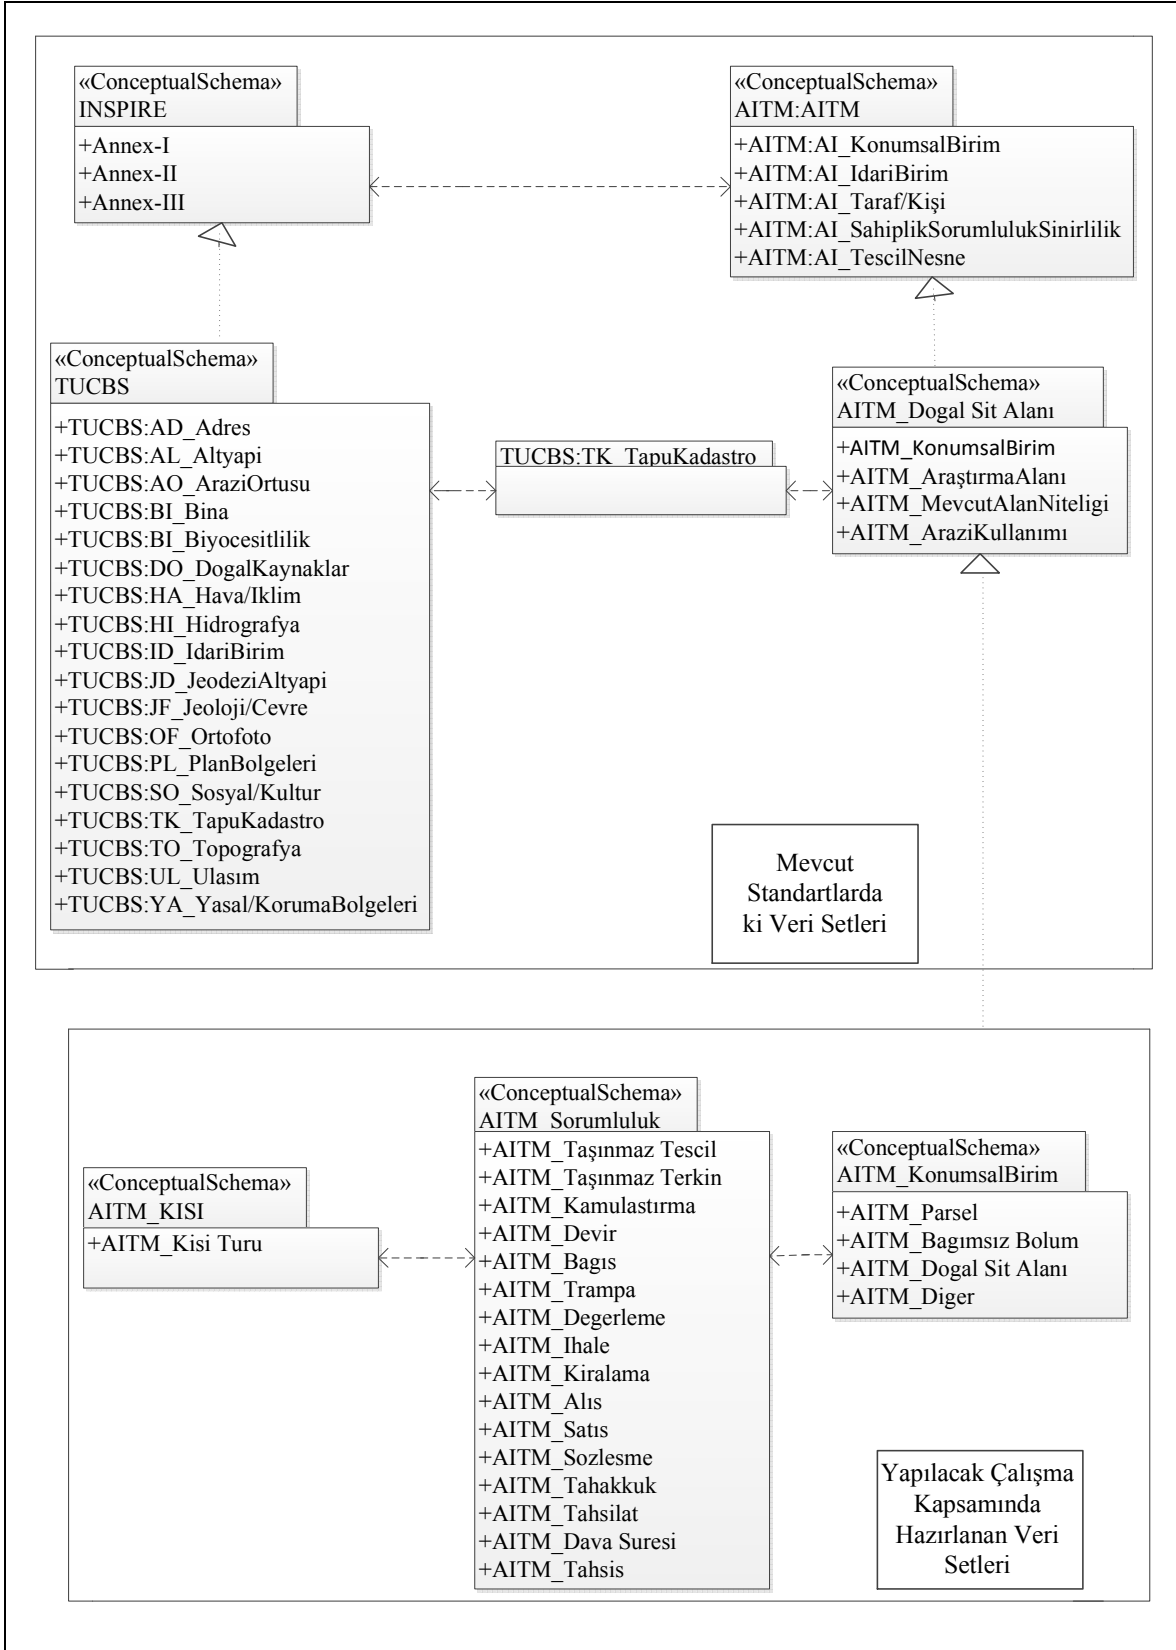 «ConceptualSchema»
INSPIRE
+Annex-I
+Annex-II
+Annex-III
«ConceptualSchema»
AITM:AITM
+AITM:AI_KonumsalBirim
+AITM:AI_IdariBirim
+AITM:AI_Taraf/Kişi
+AITM:AI_SahiplikSorumlulukSinirlilik
+AITM:AI_TescilNesne
«ConceptualSchema»
TUCBS
+TUCBS:AD_Adres
+TUCBS:AL_Altyapi
+TUCBS:AO_AraziOrtusu
+TUCBS:BI_Bina
+TUCBS:BI_Biyocesitlilik
+TUCBS:DO_DogalKaynaklar
+TUCBS:HA_Hava/Iklim
+TUCBS:HI_Hidrografya
+TUCBS:ID_IdariBirim
+TUCBS:JD_JeodeziAltyapi
+TUCBS:JF_Jeoloji/Cevre
+TUCBS:OF_Ortofoto
+TUCBS:PL_PlanBolgeleri
+TUCBS:SO_Sosyal/Kultur
+TUCBS:TK_TapuKadastro
+TUCBS:TO_Topografya
+TUCBS:UL_Ulasım
+TUCBS:YA_Yasal/KorumaBolgeleri
TUCBS:TK_TapuKadastro
«ConceptualSchema»
AITM_Dogal Sit Alanı
+AITM_KonumsalBirim
+AITM_AraştırmaAlanı
+AITM_MevcutAlanNiteligi
+AITM_AraziKullanımı
Mevcut
Standartlarda
ki Veri Setleri
«ConceptualSchema»
AITM_KISI
+AITM_Kisi Turu
«ConceptualSchema»
AITM_Sorumluluk
+AITM_Taşınmaz Tescil
+AITM_Taşınmaz Terkin
+AITM_Kamulastırma
+AITM_Devir
+AITM_Bagıs
+AITM_Trampa
+AITM_Degerleme
+AITM_Ihale
+AITM_Kiralama
+AITM_Alıs
+AITM_Satıs
+AITM_Sozlesme
+AITM_Tahakkuk
+AITM_Tahsilat
+AITM_Dava Suresi
+AITM_Tahsis
«ConceptualSchema»
AITM_KonumsalBirim
+AITM_Parsel
+AITM_Bagımsız Bolum
+AITM_Dogal Sit Alanı
+AITM_Diger
Yapılacak Çalışma
Kapsamında
Hazırlanan Veri
Setleri